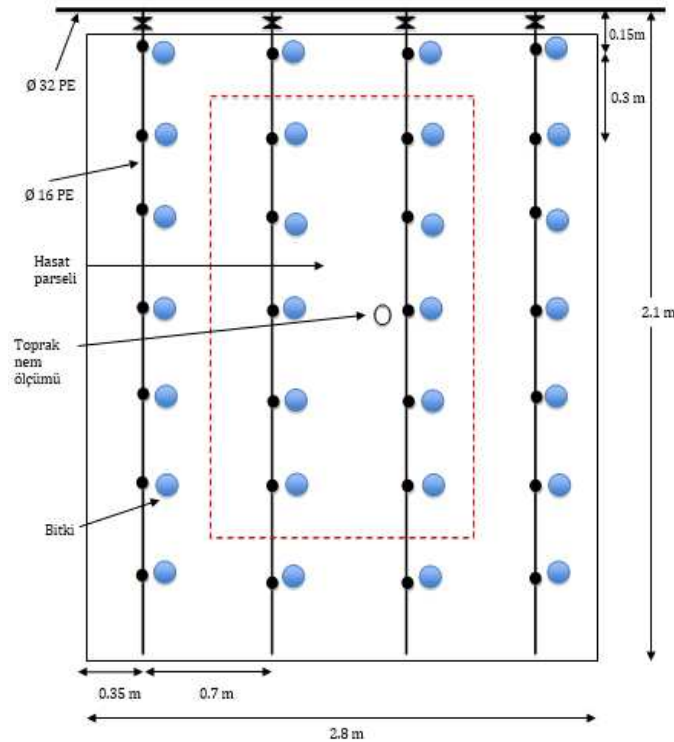 0.15m
Ø 32 PE
0.3 m
Ø 16 PE
Hasat
parseli
2.1 m
Toprak
nem
ölçümü
Bitki
0.35 m
0.7 m
2.8 m